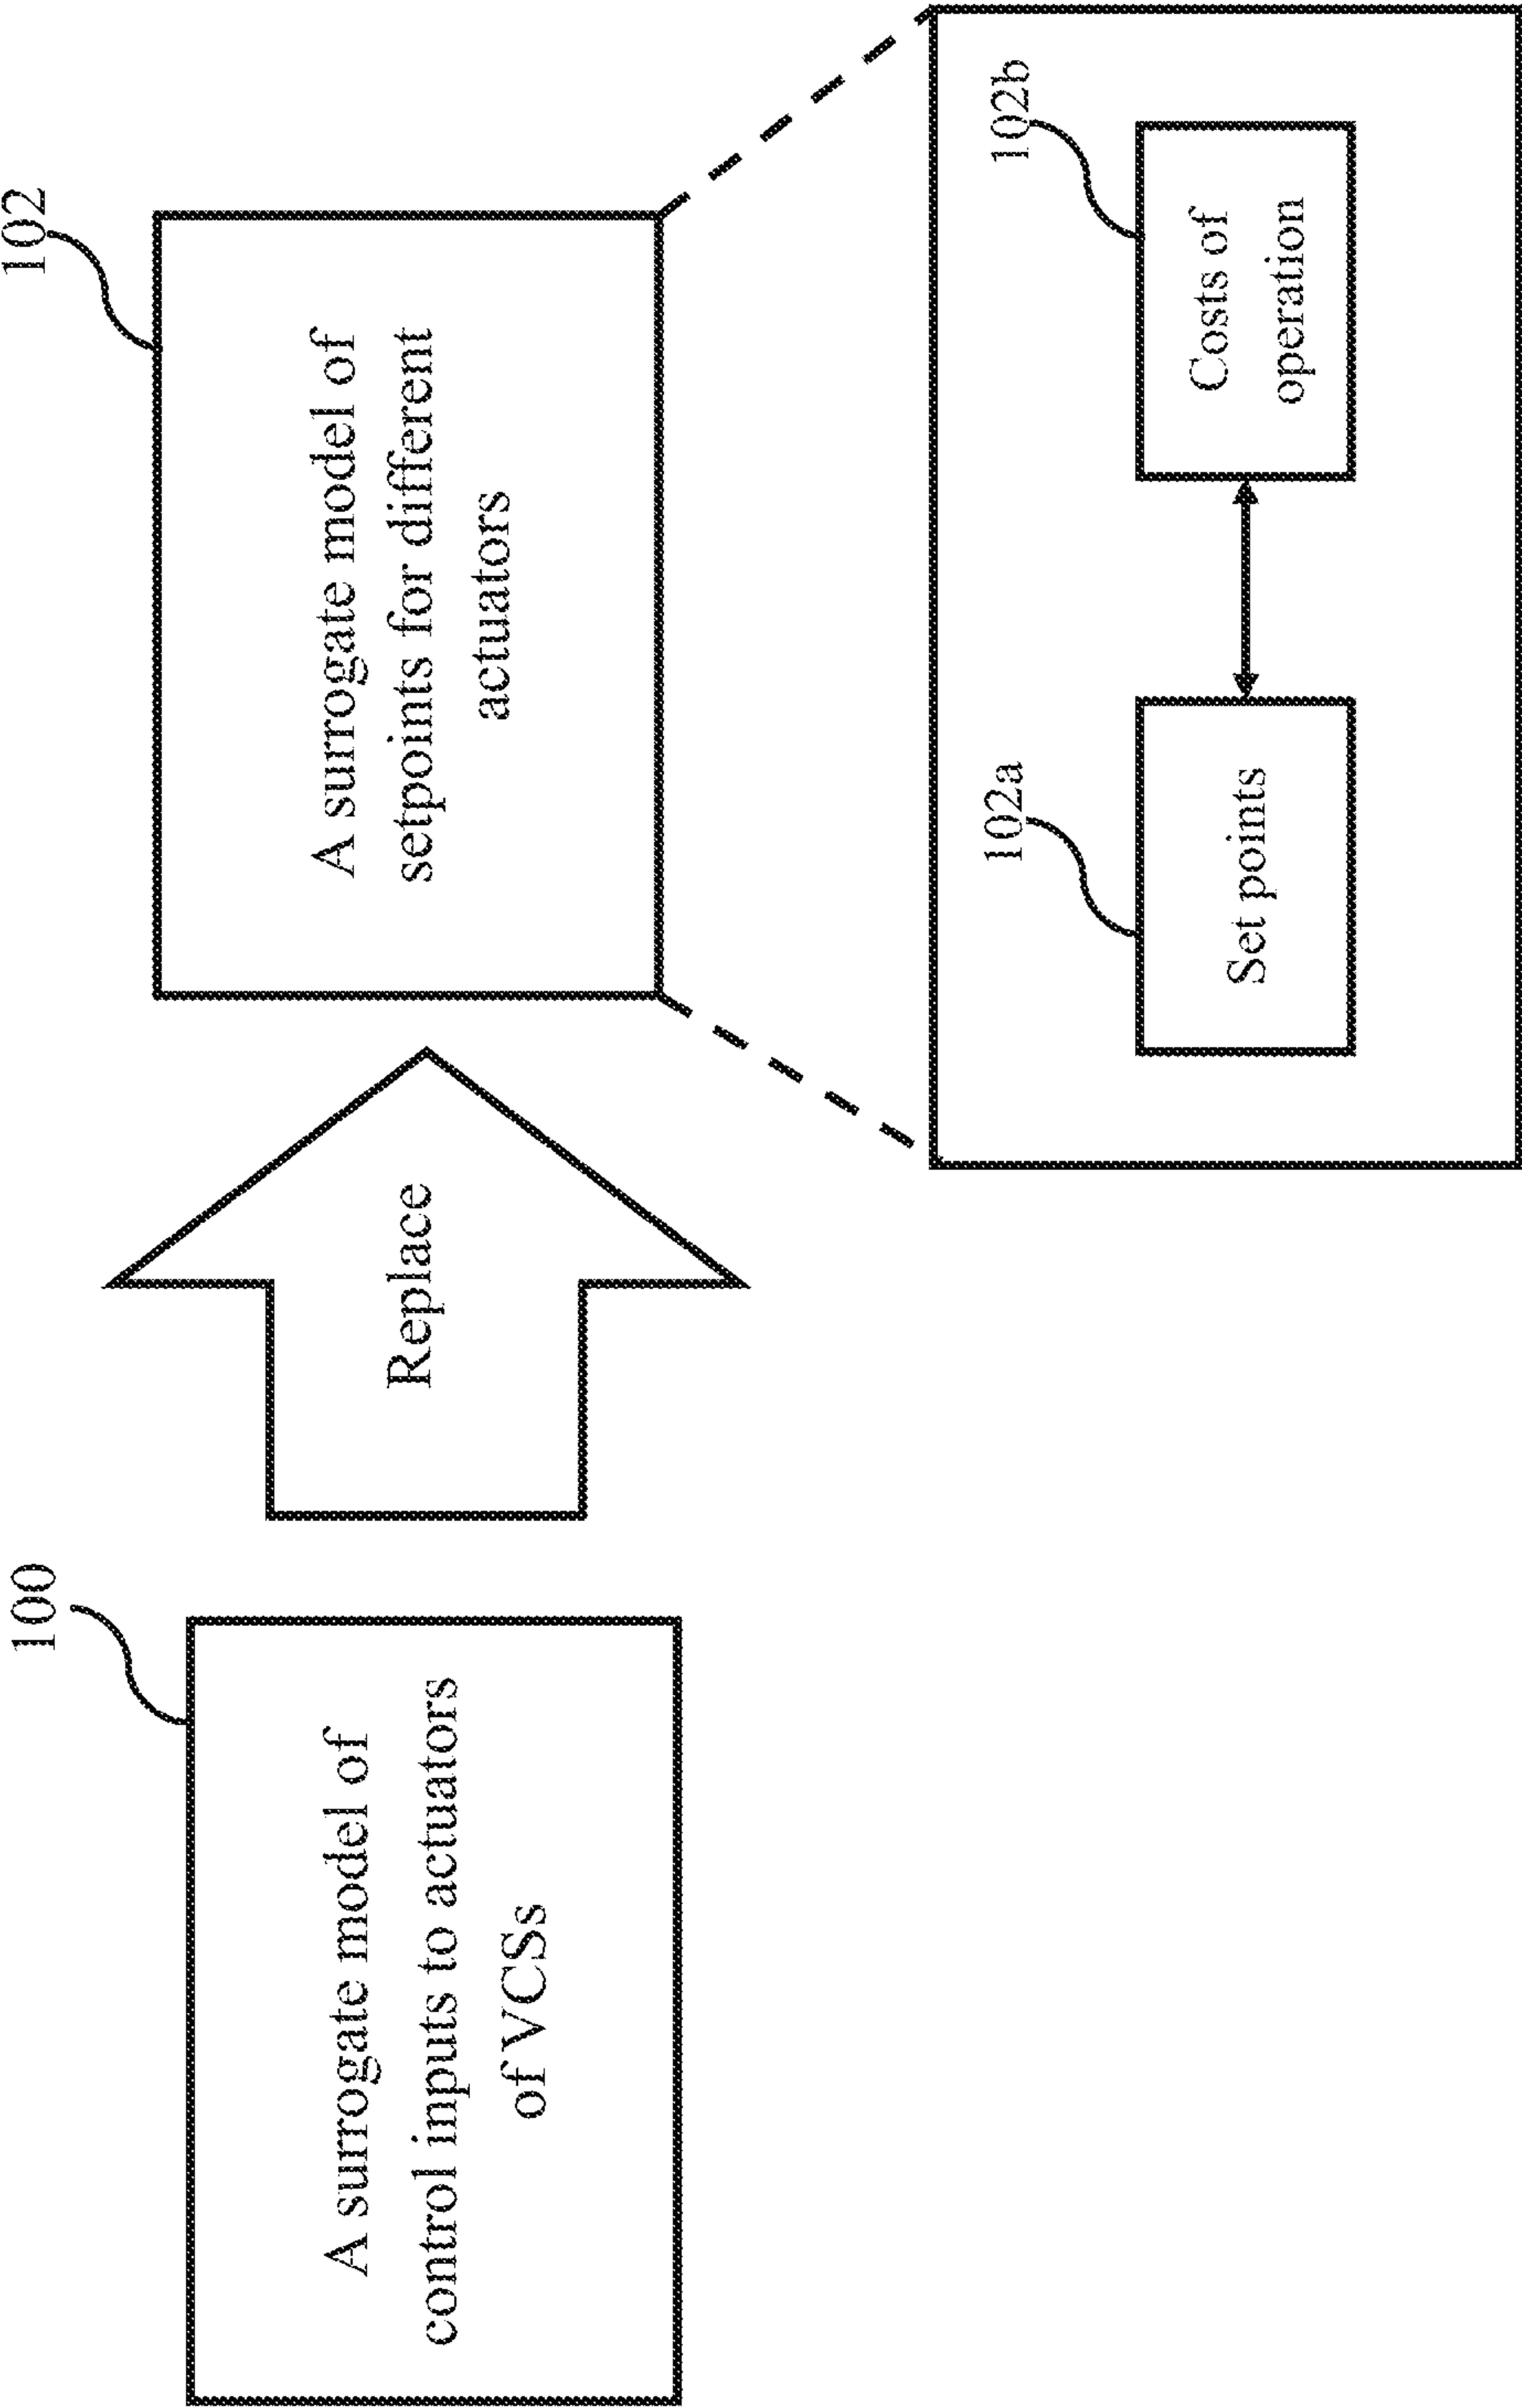 100
A surrogate model of
control inputs to actuators
of VCSs
Replace
102
A surrogate model of
setpoints for different
actuators
102a
Set points
102b
Costs of
operation